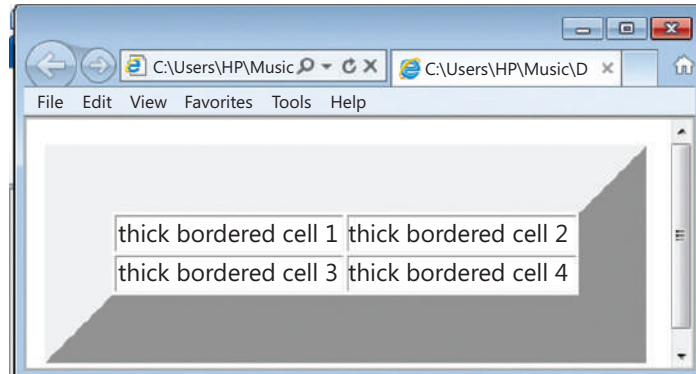 C:\Users\HP\Music
C:\Users\HP\Music\D
File Edit View Favorites Tools Help
thick bordered cell 1 thick bordered cell 2
thick bordered cell 3 thick bordered cell 4